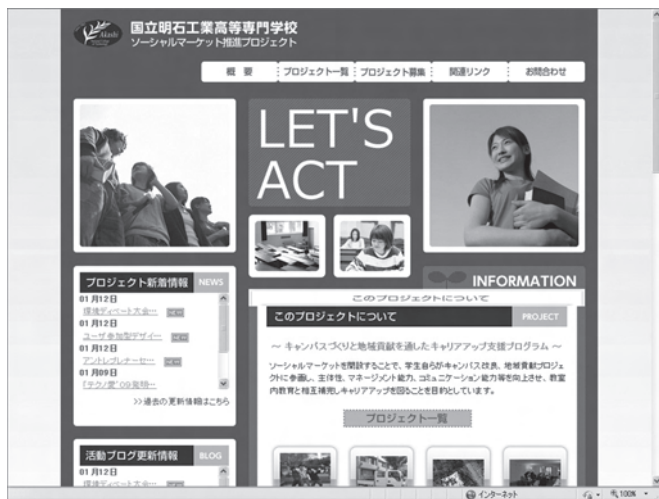 Akashi
国立明石工業高等専門学校
ソーシャルマーケット推進プロジェクト
概 要
プロジェクト一覧
プロジェクト募集
関連リンク
お問合わせ
LET'S
ACT
プロジェクト新着情報 NEWS
01月12日
環境ディベート大会…
01月12日
ユーザ参加型デザイ…
01月12日
アントレプレナーセ…
01月09日
「テクノ愛'09発明…
>>過去の更新情報はこちら
活動ブログ更新情報 BLOG
01月12日
環境ディベート大会…
INFORMATION
このプロジェクトについて
このプロジェクトについて PROJECT
～ キャンパスづくりと地域貢献を通したキャリアアップ支援プログラム ～
ソーシャルマーケットを開設することで、学生自らがキャンパス改良、地域貢献プロジェ
クトに参画し、主体性、マネージメント能力、コミュニケーション能力等を向上させ、教室
内教育と相互補完しキャリアアップを図ることを目的としています。
プロジェクト一覧
インターネット
100%